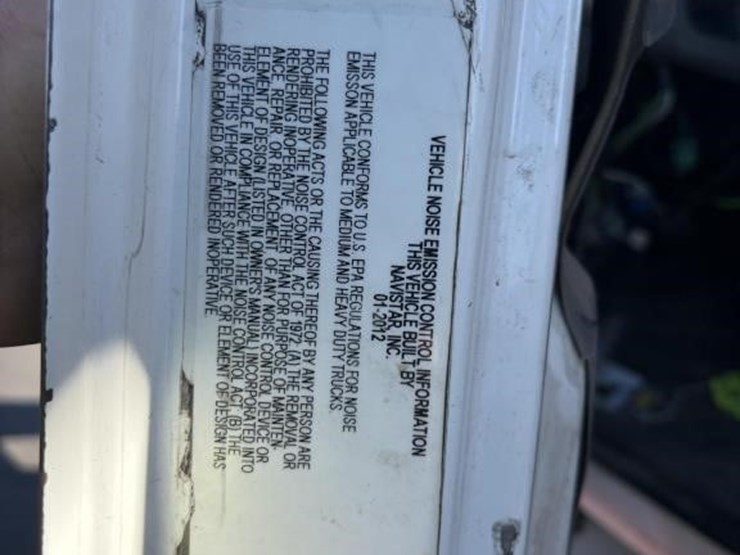 VEHICLE NOISE EMISSION CONTROL INFORMATION
THIS VEHICLE BUILT BY
NAVISTAR, INC.
01-2012
THIS VEHICLE CONFORMS TO U.S. EPA REGULATIONS FOR NOISE
EMISSON APPLICABLE TO MEDIUM AND HEAVY DUTY TRUCKS.
THE FOLLOWING ACTS OR THE CAUSING THEREOF BY ANY PERSON ARE
PROHIBITED BY THE NOISE CONTROL ACT OF 1972: (A) THE REMOVAL OR
RENDERING INOPERATIVE, OTHER THAN FOR PURPOSE OF MAINTEN-
ANCE, REPAIR, OR REPLACEMENT, OF ANY NOISE CONTROL DEVICE OR
ELEMENT OF DESIGN (LISTED IN OWNER'S MANUAL) INCORPORATED INTO
THIS VEHICLE IN COMPLIANCE WITH THE NOISE CONTROL ACT; (B) THE
USE OF THIS VEHICLE AFTER SUCH DEVICE OR ELEMENT OF DESIGN HAS
BEEN REMOVED OR RENDERED INOPERATIVE.